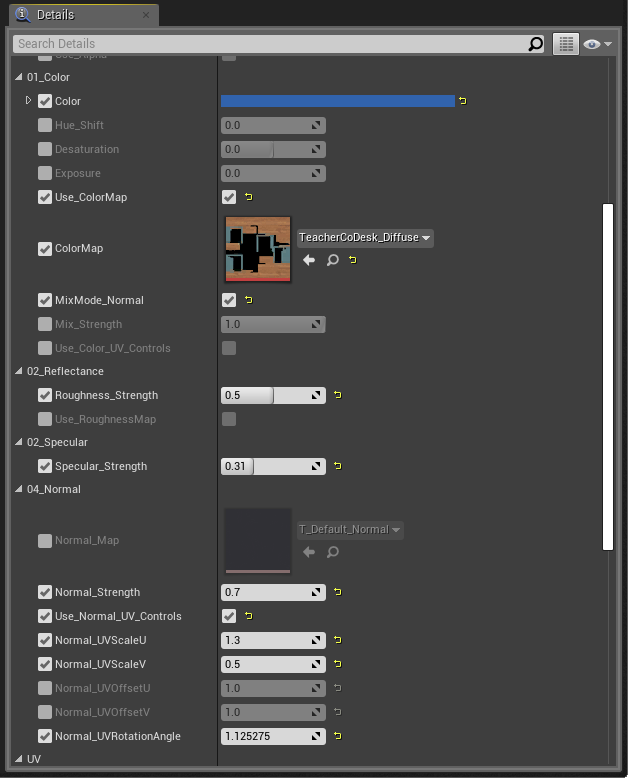 Details
Search Details
Use_Alpha
01_Color
Color
Hue_Shift 0.0
Desaturation 0.0
Exposure 0.0
Use_ColorMap
ColorMap TeacherCoDesk_Diffuse
MixMode_Normal
Mix_Strength 1.0
Use_Color_UV_Controls
02_Reflectance
Roughness_Strength 0.5
Use_RoughnessMap
02_Specular
Specular_Strength 0.31
04_Normal
Normal_Map T_Default_Normal
Normal_Strength 0.7
Use_Normal_UV_Controls
Normal_UVScaleU 1.3
Normal_UVScaleV 0.5
Normal_UVOffsetU 1.0
Normal_UVOffsetV 1.0
Normal_UVRotationAngle 1.125275
UV